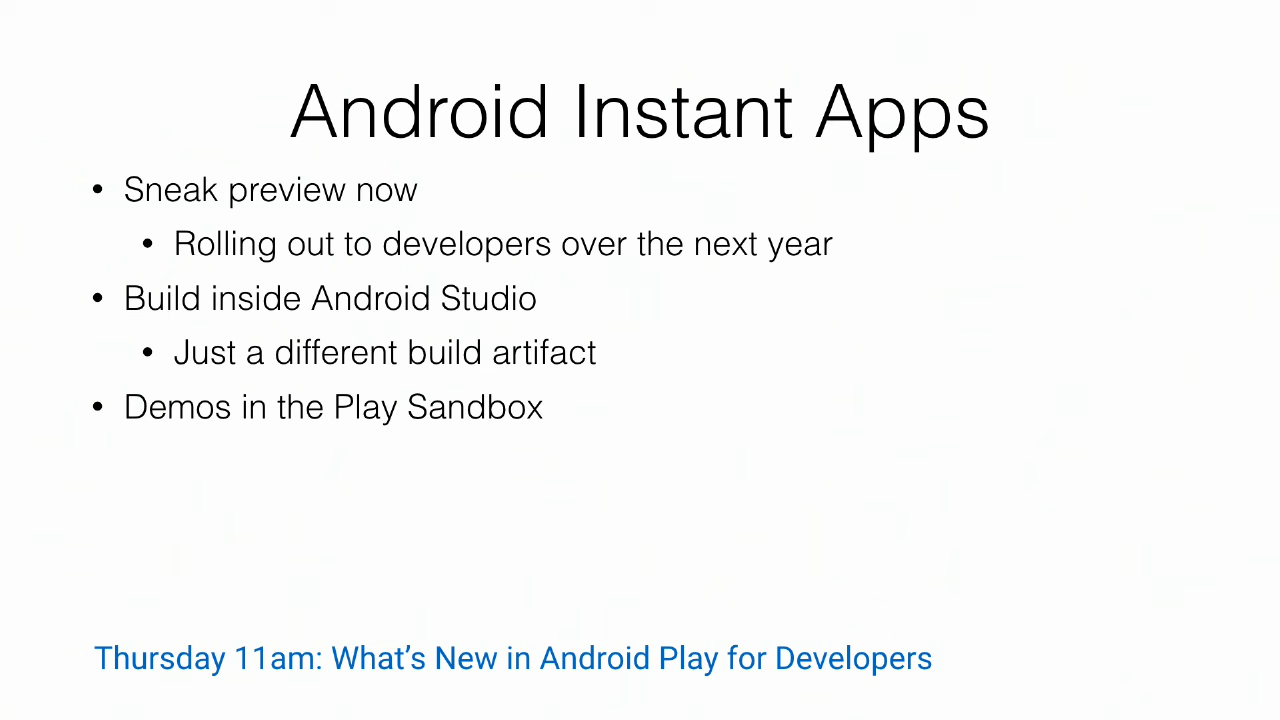 Android Instant Apps
• Sneak preview now
• Rolling out to developers over the next year
• Build inside Android Studio
• Just a different build artifact
• Demos in the Play Sandbox
Thursday 11am: What’s New in Android Play for Developers